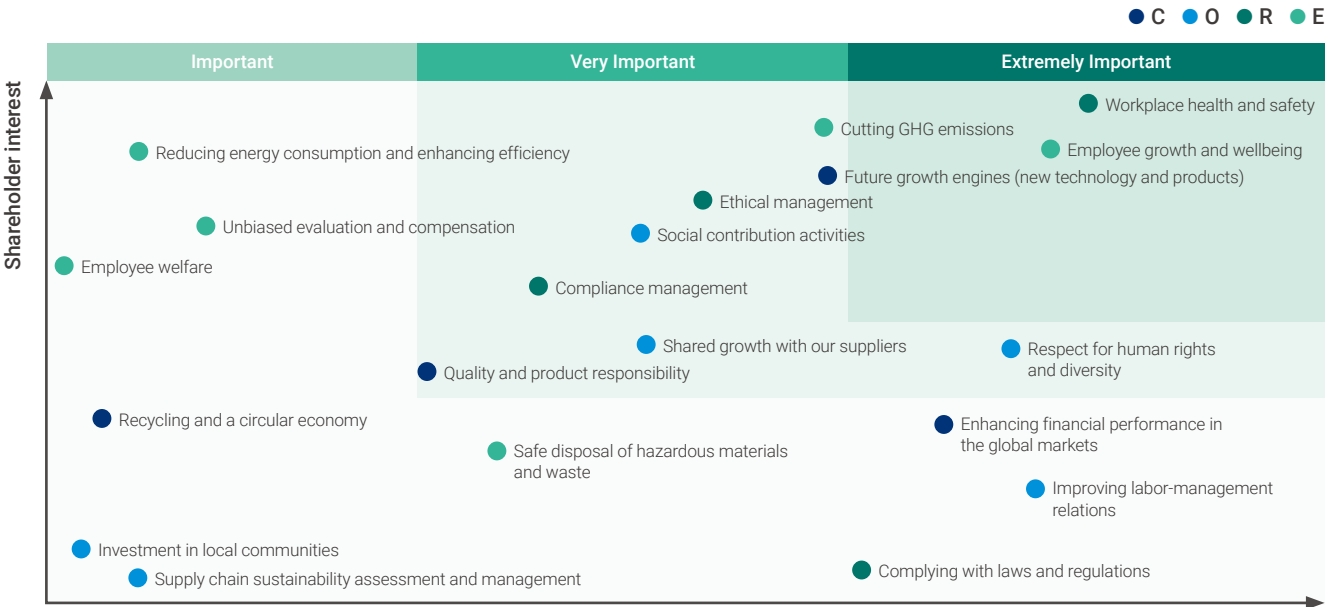 C O R E
Important Very Important Extremely Important
Shareholder interest
Workplace health and safety
Cutting GHG emissions
Employee growth and wellbeing
Reducing energy consumption and enhancing efficiency
Future growth engines (new technology and products)
Ethical management
Unbiased evaluation and compensation
Social contribution activities
Employee welfare
Compliance management
Shared growth with our suppliers
Respect for human rights
and diversity
Quality and product responsibility
Recycling and a circular economy
Enhancing financial performance in
the global markets
Safe disposal of hazardous materials
and waste
Improving labor-management
relations
Investment in local communities
Supply chain sustainability assessment and management
Complying with laws and regulations